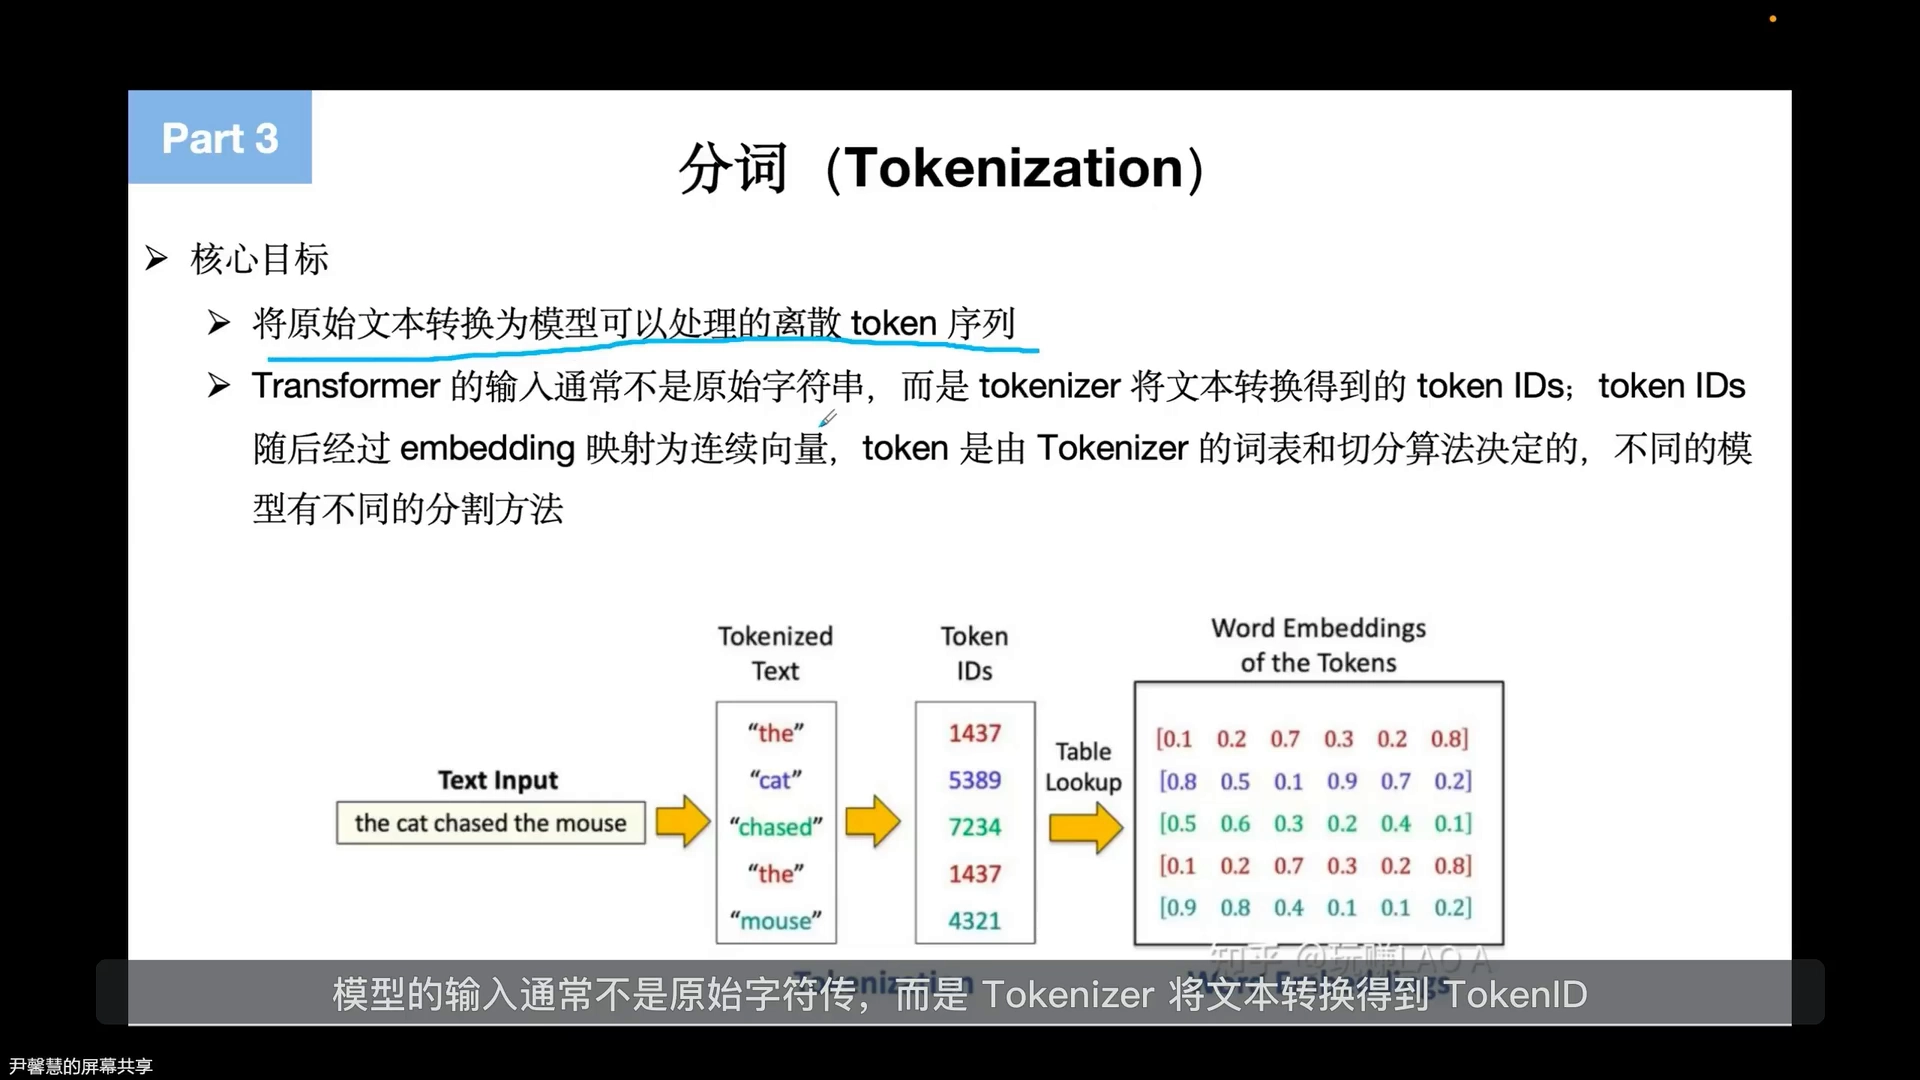 Part 3
分词（Tokenization）
核心目标
将原始文本转换为模型可以处理的离散 token 序列
Transformer 的输入通常不是原始字符串，而是 tokenizer 将文本转换得到的 token IDs；token IDs
随后经过 embedding 映射为连续向量，token 是由 Tokenizer 的词表和切分算法决定的，不同的模
型有不同的分割方法
Text Input
the cat chased the mouse
Tokenized
Text
“the”
“cat”
“chased”
“the”
“mouse”
Token
IDs
1437
5389
7234
1437
4321
Table
Lookup
Word Embeddings
of the Tokens
[0.1 0.2 0.7 0.3 0.2 0.8]
[0.8 0.5 0.1 0.9 0.7 0.2]
[0.5 0.6 0.3 0.2 0.4 0.1]
[0.1 0.2 0.7 0.3 0.2 0.8]
[0.9 0.8 0.4 0.1 0.1 0.2]
知乎 @玩赚LAO A
模型的输入通常不是原始字符传，而是 Tokenizer 将文本转换得到 TokenID
尹馨慧的屏幕共享